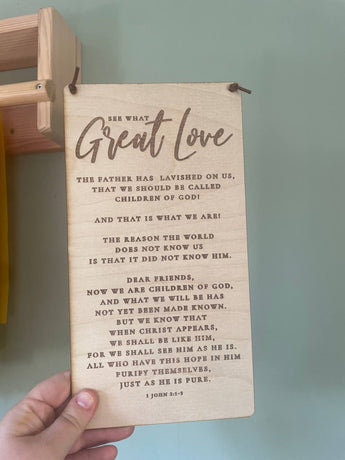 SEE WHAT
Great Love
THE FATHER HAS LAVISHED ON US,
THAT WE SHOULD BE CALLED
CHILDREN OF GOD!
AND THAT IS WHAT WE ARE!
THE REASON THE WORLD
DOES NOT KNOW US
IS THAT IT DID NOT KNOW HIM.
DEAR FRIENDS,
NOW WE ARE CHILDREN OF GOD,
AND WHAT WE WILL BE HAS
NOT YET BEEN MADE KNOWN.
BUT WE KNOW THAT
WHEN CHRIST APPEARS,
WE SHALL BE LIKE HIM,
FOR WE SHALL SEE HIM AS HE IS.
ALL WHO HAVE THIS HOPE IN HIM
PURIFY THEMSELVES,
JUST AS HE IS PURE.
1 JOHN 3:1-3